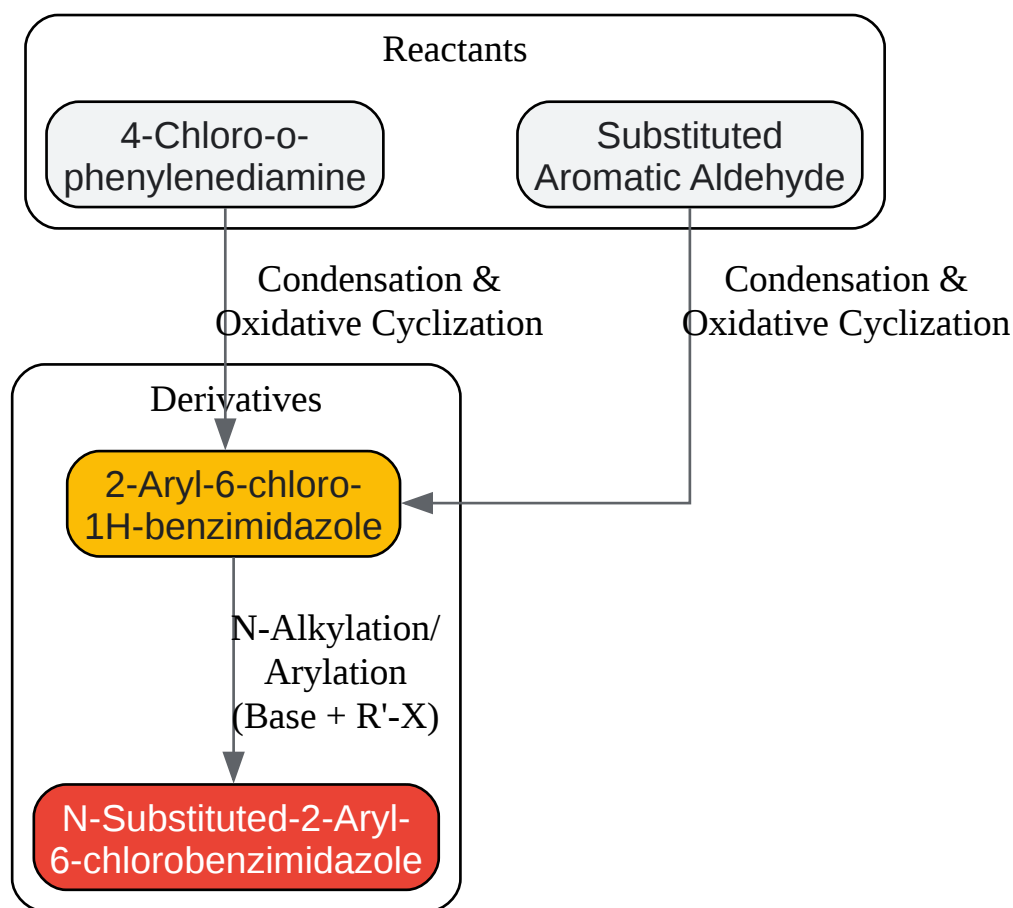 Reactants
4-Chloro-o-
phenylenediamine
Substituted
Aromatic Aldehyde
Condensation &
Oxidative Cyclization
Condensation &
Oxidative Cyclization
Derivatives
2-Aryl-6-chloro-
1H-benzimidazole
N-Alkylation/
Arylation
(Base + R'-X)
N-Substituted-2-Aryl-
6-chlorobenzimidazole